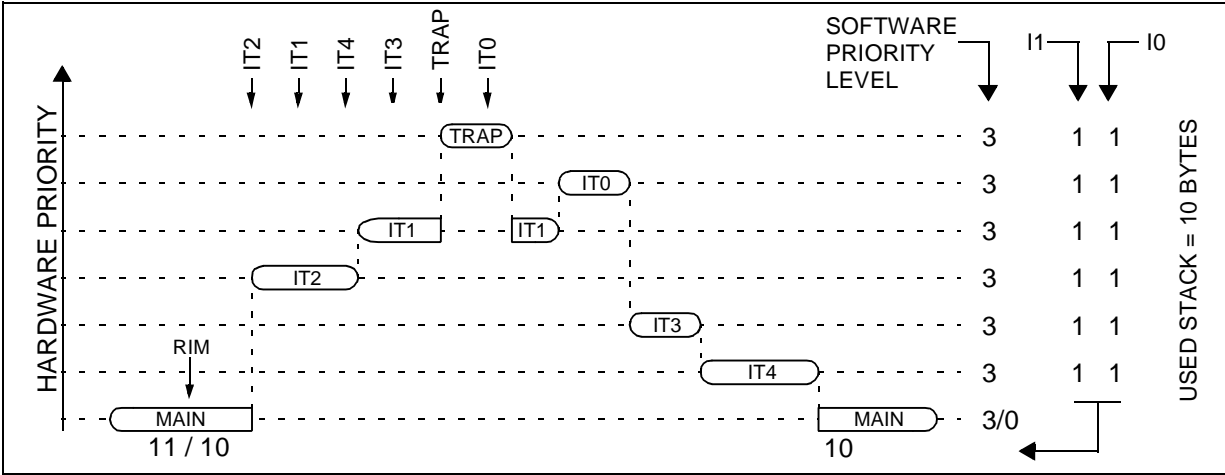 IT2
IT1
IT4
IT3
TRAP
IT0
SOFTWARE
PRIORITY
LEVEL
I1
I0
HARDWARE PRIORITY
TRAP
3
1 1
IT0
3
1 1
IT1
IT1
3
1 1
IT2
3
1 1
IT3
3
1 1
RIM
IT4
3
1 1
MAIN
MAIN
3/0
11 / 10
10
USED STACK = 10 BYTES